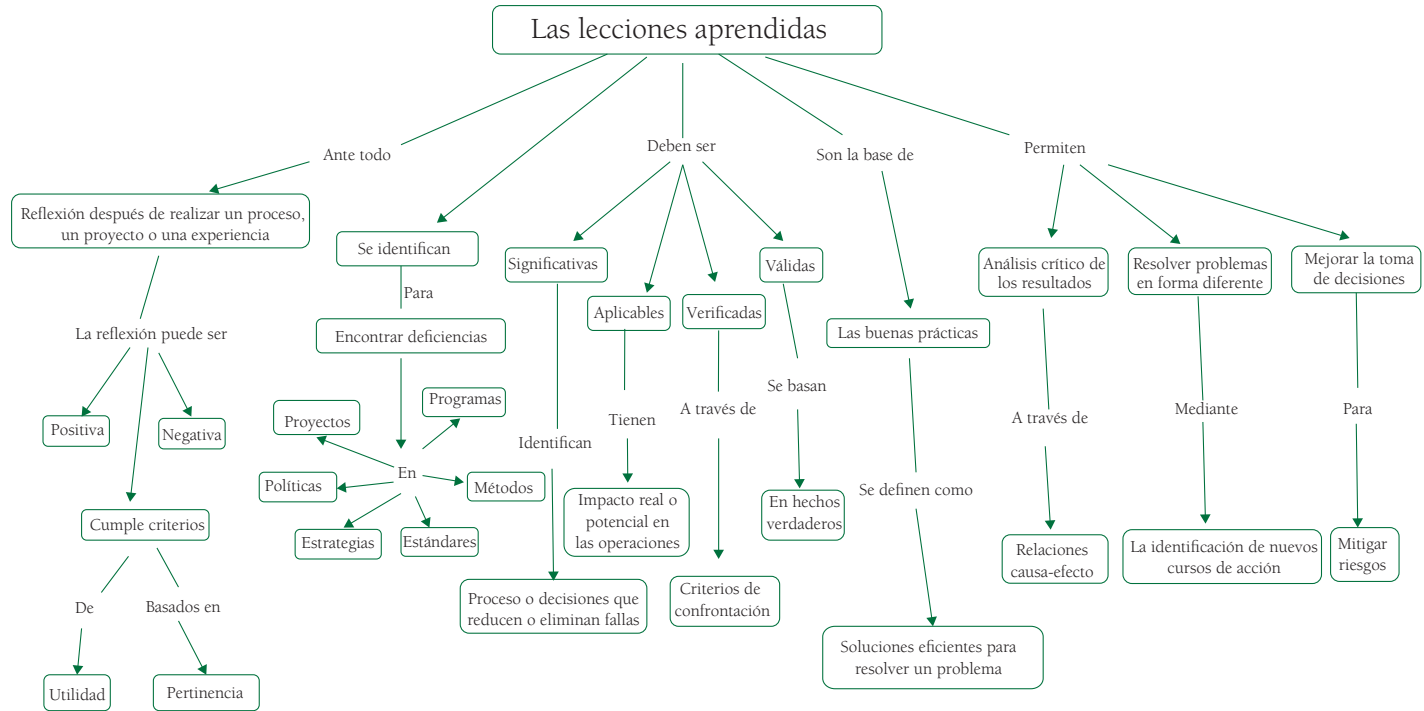 Las lecciones aprendidas
Ante todo
Deben ser
Son la base de
Permiten
Reflexión después de realizar un proceso,
un proyecto o una experiencia
Se identifican
Significativas
Válidas
Análisis crítico de
los resultados
Resolver problemas
en forma diferente
Mejorar la toma
de decisiones
Para
Aplicables
Verificadas
La reflexión puede ser
Encontrar deficiencias
Las buenas prácticas
Se basan
Positiva
Negativa
Proyectos
Programas
Tienen
A través de
A través de
Mediante
Para
Identifican
En
Políticas
Métodos
Se definen como
Impacto real o
potencial en
las operaciones
En hechos
verdaderos
Cumple criterios
Estrategias
Estándares
Relaciones
causa-efecto
La identificación de nuevos
cursos de acción
Mitigar
riesgos
De
Basados en
Proceso o decisiones que
reducen o eliminan fallas
Criterios de
confrontación
Soluciones eficientes para
resolver un problema
Utilidad
Pertinencia